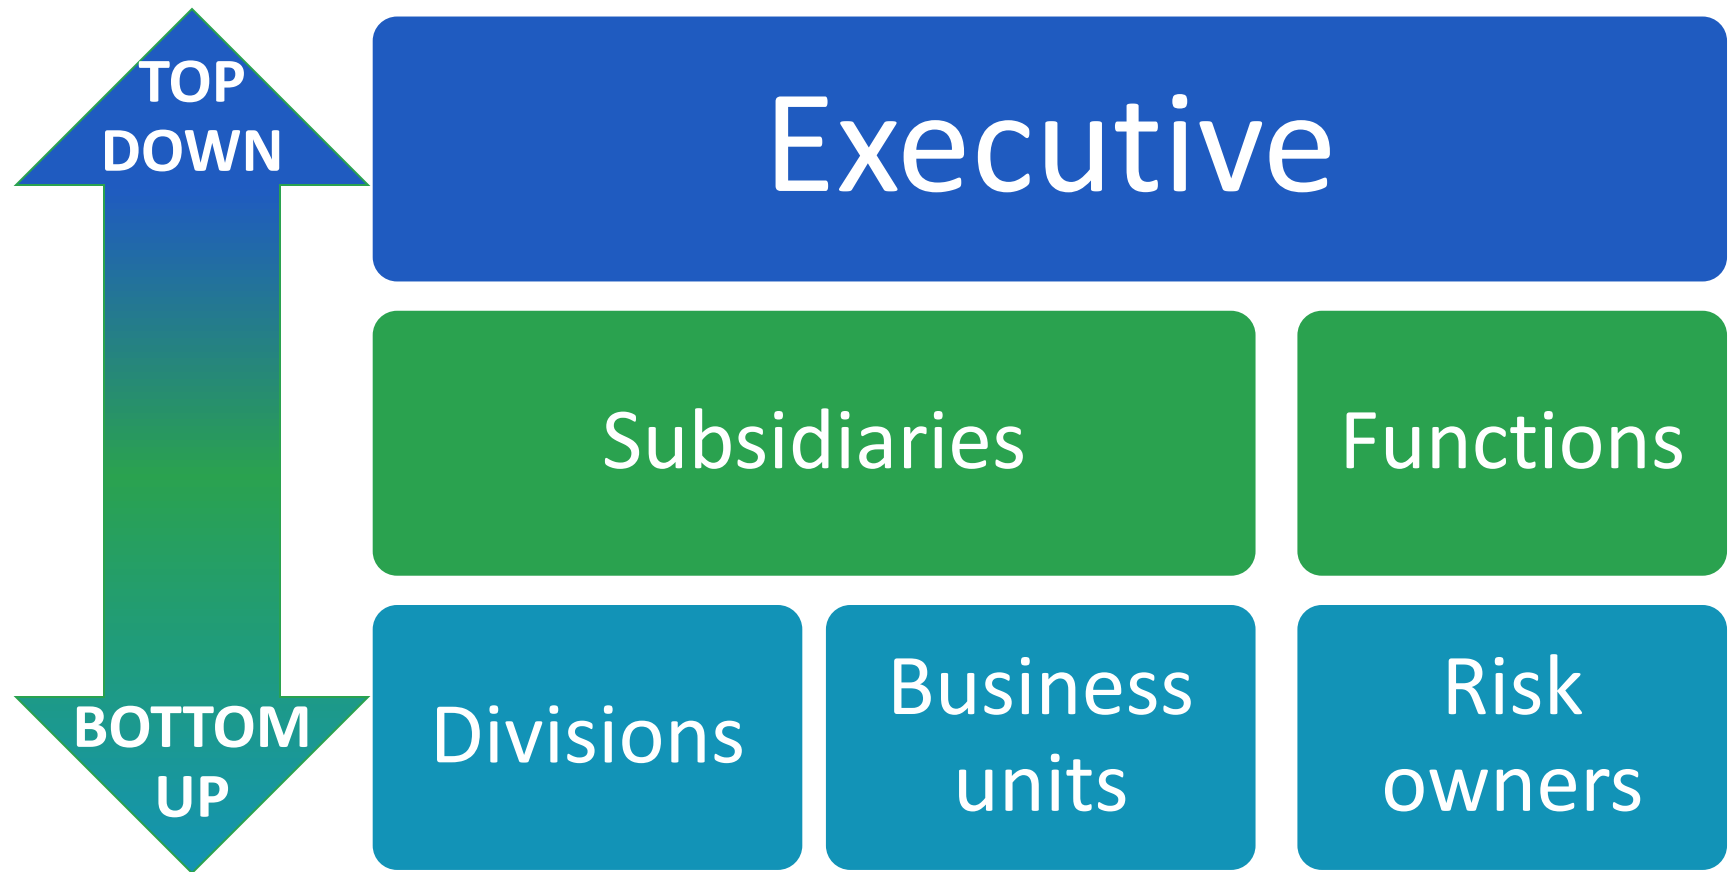 TOP
DOWN
Executive
Subsidiaries
Functions
Divisions
Business
units
Risk
owners
BOTTOM
UP